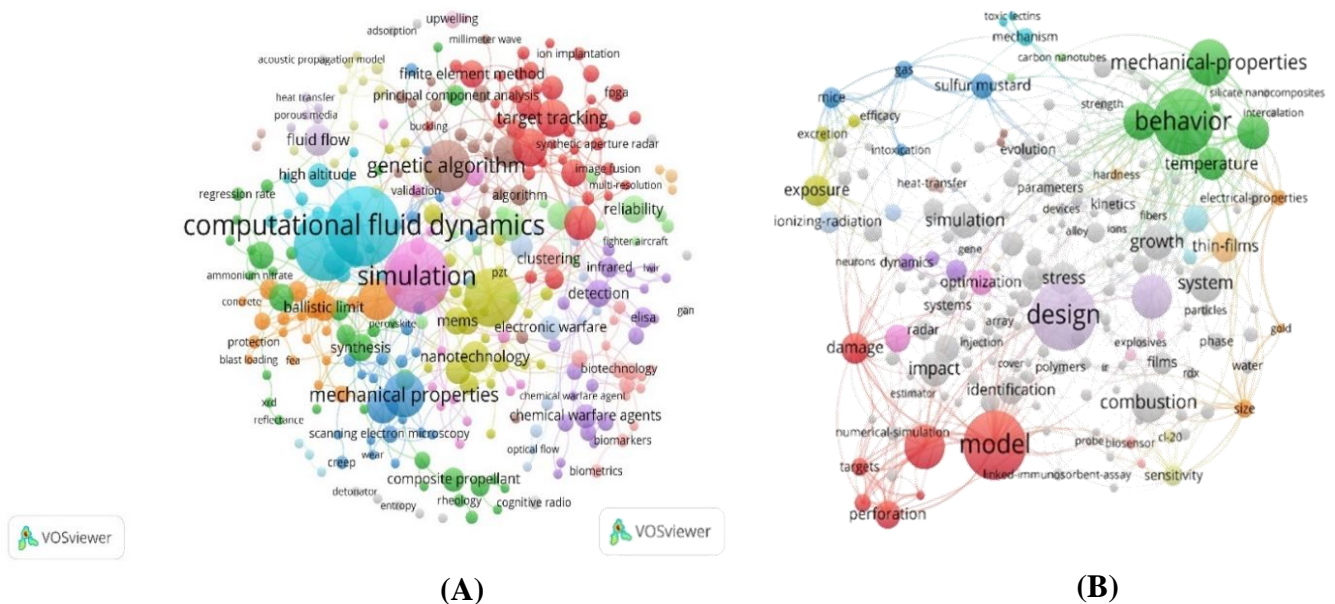 upwelling
adsorption
millimeter wave
ion implantation
acoustic propagation model
finite element method
fpga
heat transfer
principal component analysis
porous media
buckling
target tracking
fluid flow
synthetic aperture radar
genetic algorithm
image fusion
high altitude
multi-resolution
regression rate
validation
algorithm
reliability
computational fluid dynamics
fighter aircraft
clustering
ammonium nitrate
simulation
pzt
infrared
lwir
detection
concrete
ballistic limit
gan
perovskite
mems
electronic warfare
elisa
protection
synthesis
blast loading
fea
nanotechnology
biotechnology
mechanical properties
chemical warfare agent
xrd
reflectance
chemical warfare agents
scanning electron microscopy
biomarkers
wear
optical flow
creep
biometrics
composite propellant
detonator
rheology
cognitive radio
entropy
VOSviewer
VOSviewer
(A)
toxic lectins
mechanism
gas
carbon nanotubes
mechanical-properties
mice
sulfur mustard
silicate nanocomposites
strength
intercalation
efficacy
behavior
excretion
intoxication
evolution
temperature
heat-transfer
hardness
exposure
parameters
electrical-properties
devices
kinetics
ionizing-radiation
simulation
fibers
alloy
ions
growth
thin-films
gene
neurons
dynamics
stress
optimization
system
systems
design
particles
radar
array
gold
damage
injection
explosives
phase
cover
polymers
ir
films
water
impact
rdx
estimator
identification
combustion
size
numerical-simulation
model
probe
biosensor
cl-20
targets
linked-immunosorbent-assay
sensitivity
perforation
(B)